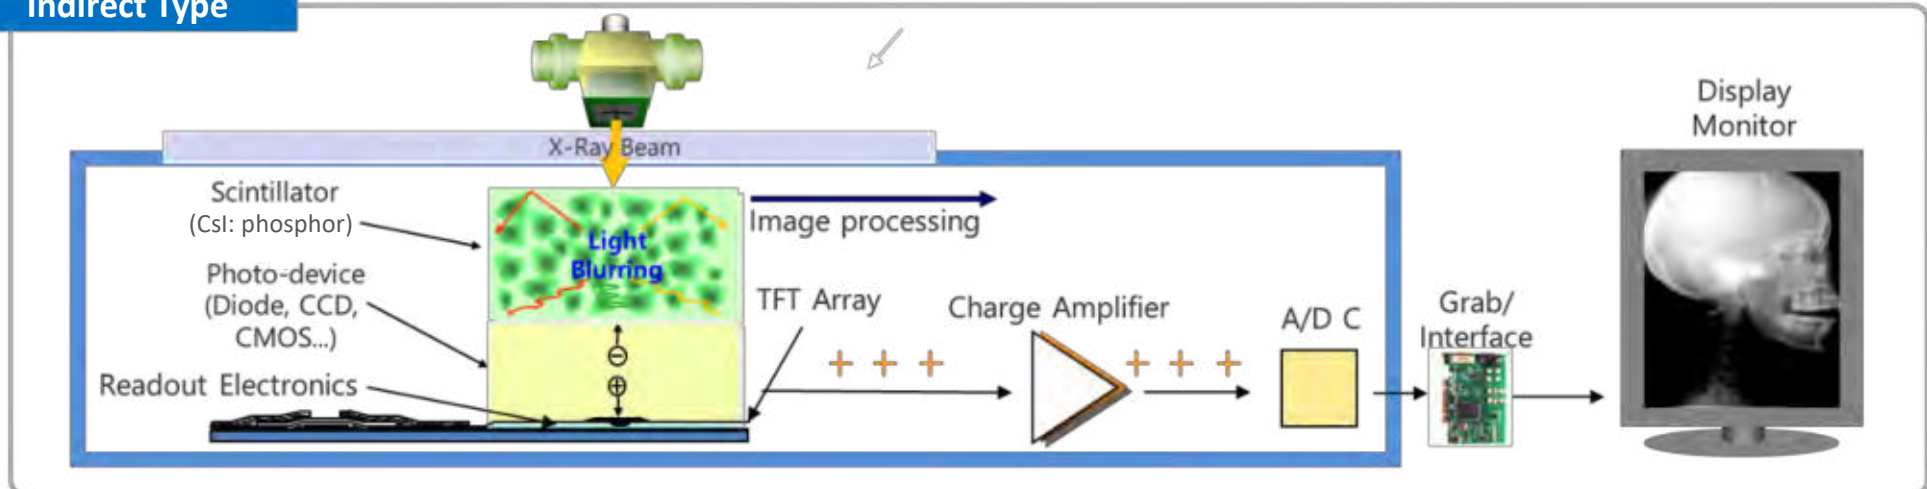 Indirect Type
X-Ray Beam
Display
Monitor
Scintillator
(CsI: phosphor)
Light
Blurring
Image processing
Photo-device
(Diode, CCD,
CMOS...)
TFT Array
Charge Amplifier
A/D C
Grab/
Interface
Readout Electronics